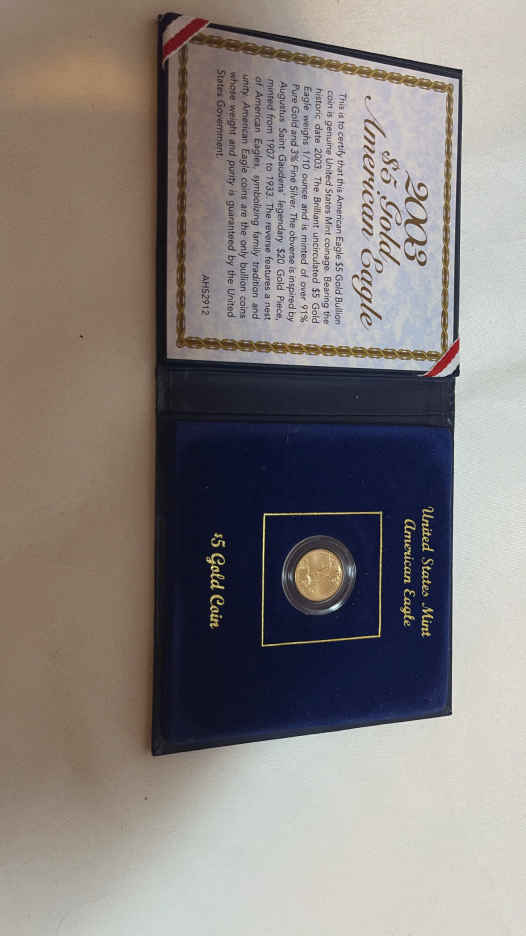 2003
$5 Gold
American Eagle
This is to certify that this American Eagle $5 Gold Bullion
coin is genuine United States Mint coinage. Bearing the
historic date 2003. The Brilliant uncirculated $5 Gold
Eagle weighs 1/10 ounce and is minted of over 91%
Pure Gold and 3% Fine Silver. The obverse is inspired by
Augustus Saint Gaudens' legendary $20 Gold Piece,
minted from 1907 to 1933. The reverse features a nest
of American Eagles, symbolizing family tradition and
unity. American Eagle coins are the only bullion coins
whose weight and purity is guaranteed by the United
States Government.
AHS2912
United States Mint
American Eagle
$5 Gold Coin